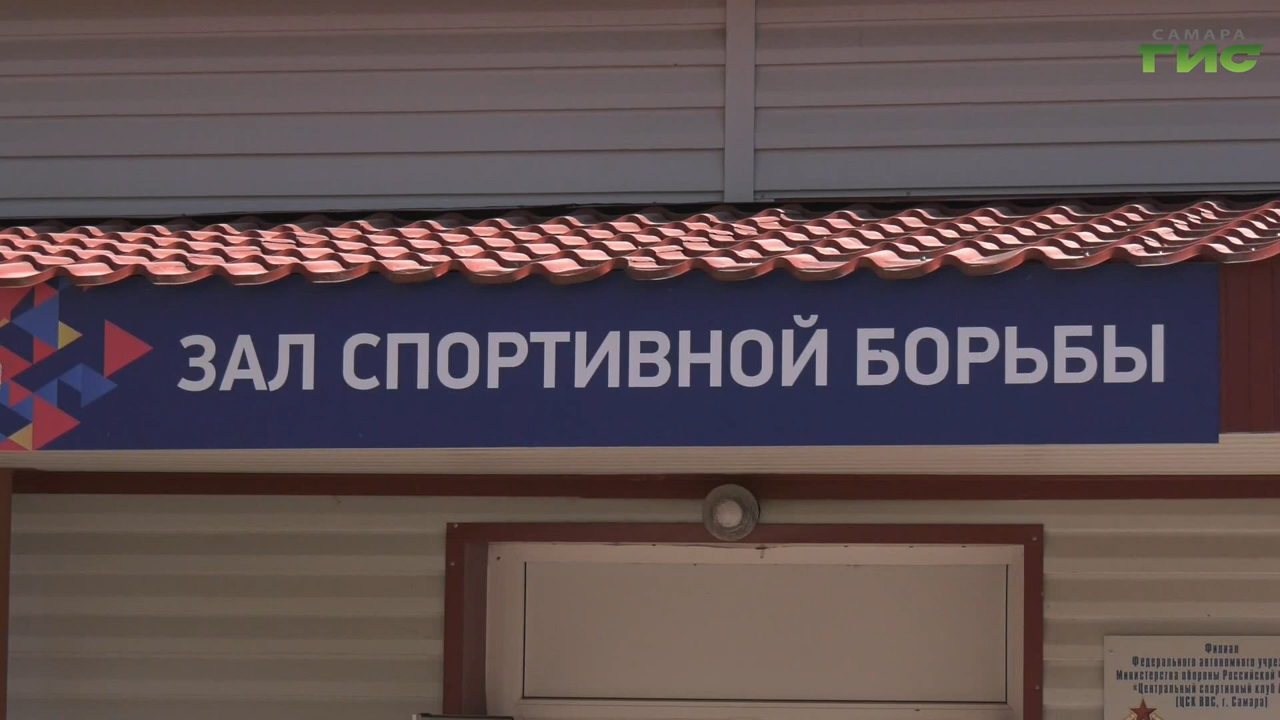 САМАРА
ГИС
ЗАЛ СПОРТИВНОЙ БОРЬБЫ
Филиал
Федерального автономного
Министерства обороны Российской
"Центральный спортивный клуб
(ЦСК ВВС, г. Самара)